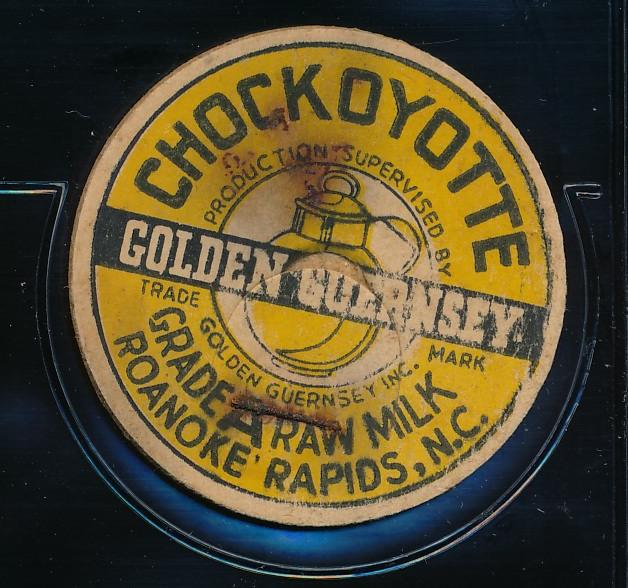 CHOCKOYOTTE
PRODUCTION SUPERVISED BY
GOLDEN GUERNSEY
TRADE MARK
GOLDEN GUERNSEY INC.
GRADE A RAW MILK
ROANOKE RAPIDS, N.C.